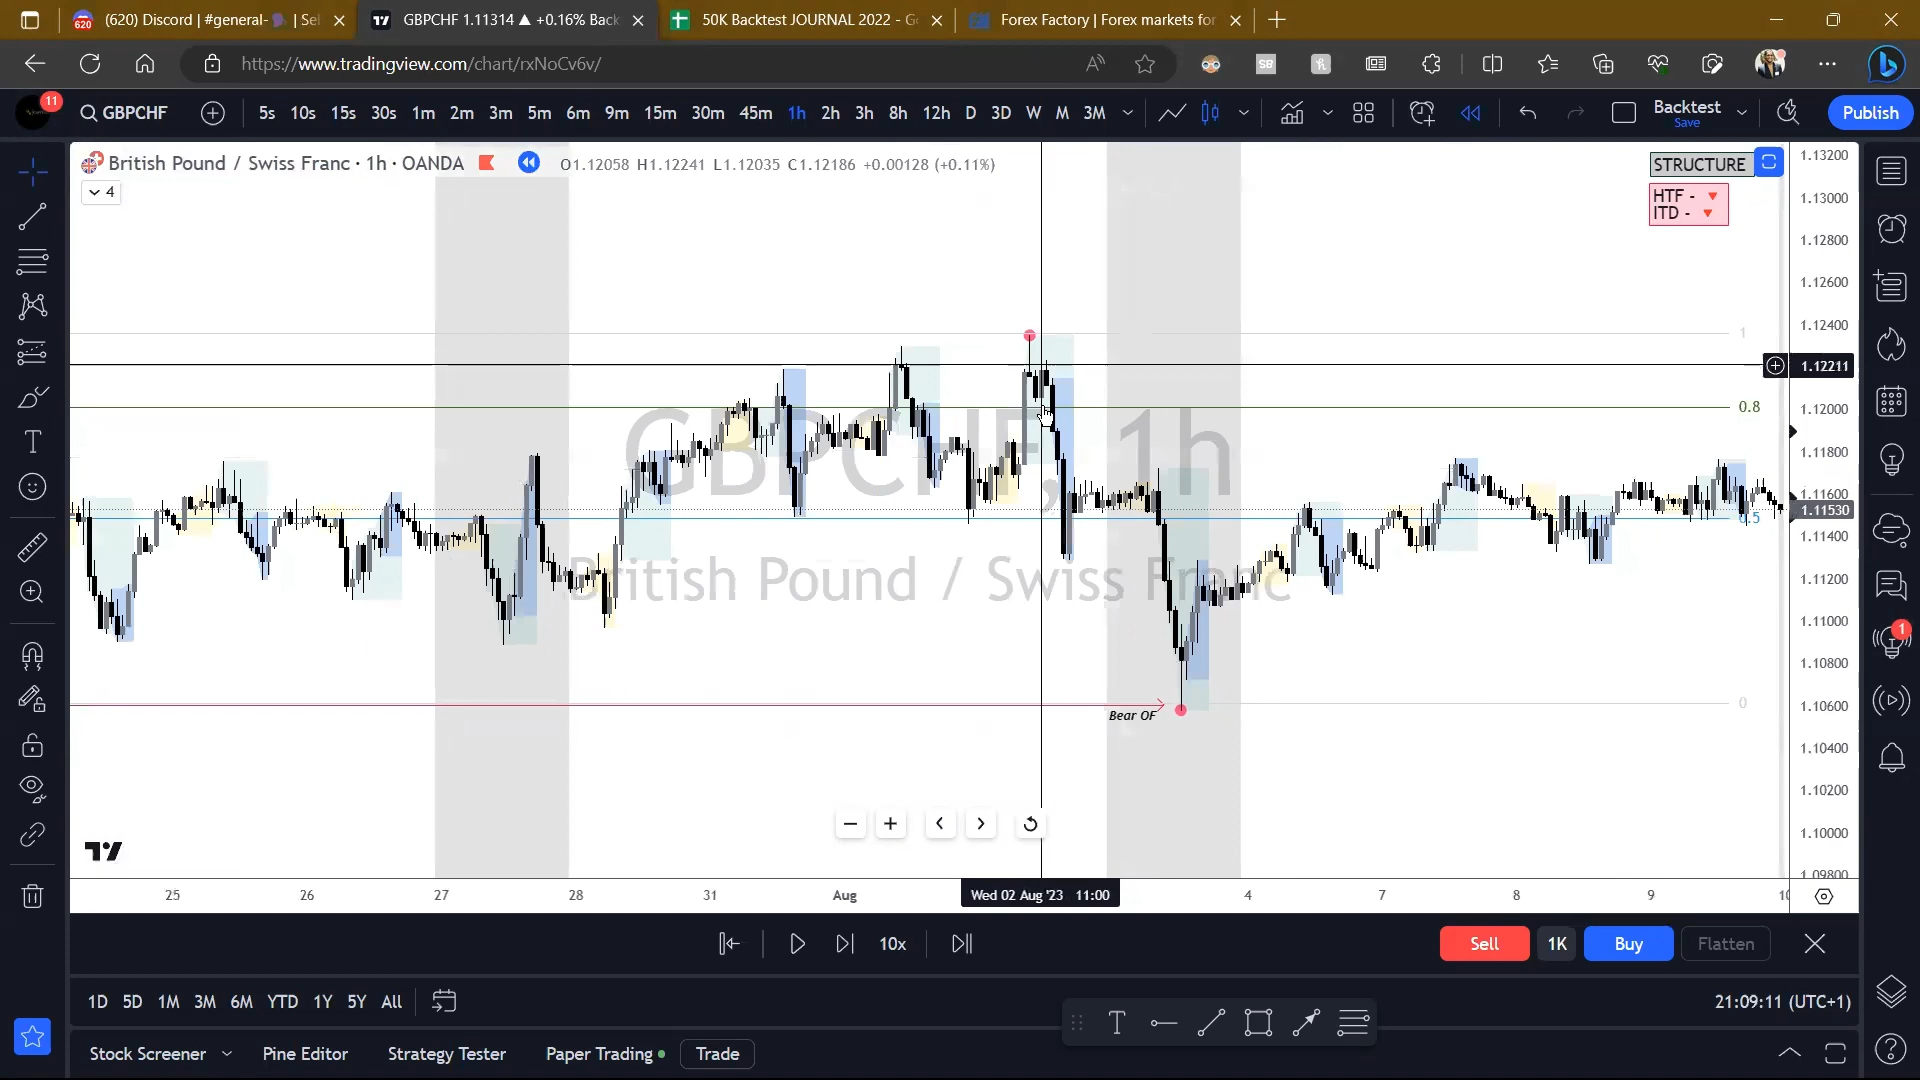 (620) Discord | #general-
GBPCHF 1.11314 ▲ +0.16% Back
50K Backtest JOURNAL 2022 - Go
Forex Factory | Forex markets for
https://www.tradingview.com/chart/rxNoCv6v/
11
GBPCHF
5s 10s 15s 30s 1m 2m 3m 5m 6m 9m 15m 30m 45m 1h 2h 3h 8h 12h D 3D W M 3M
Backtest
Save
Publish
British Pound / Swiss Franc · 1h · OANDA
O1.12058 H1.12241 L1.12035 C1.12186 +0.00128 (+0.11%)
4
STRUCTURE
HTF - ▼
ITD - ▼
1.13200
1.13000
1.12800
1.12600
1.12400
1
1.12211
0.8
1.12000
1.11800
1.11600
1.11530
0.5
1.11400
1.11200
1.11000
1.10800
1.10600
0
1.10400
1.10200
1.10000
1.09800
GBPCHF, 1h
British Pound / Swiss Franc
Bear OF
25 26 27 28 31 Aug Wed 02 Aug '23 11:00 4 7 8 9 10
10x
Sell 1K Buy Flatten
1D 5D 1M 3M 6M YTD 1Y 5Y All
21:09:11 (UTC+1)
Stock Screener Pine Editor Strategy Tester Paper Trading Trade
1